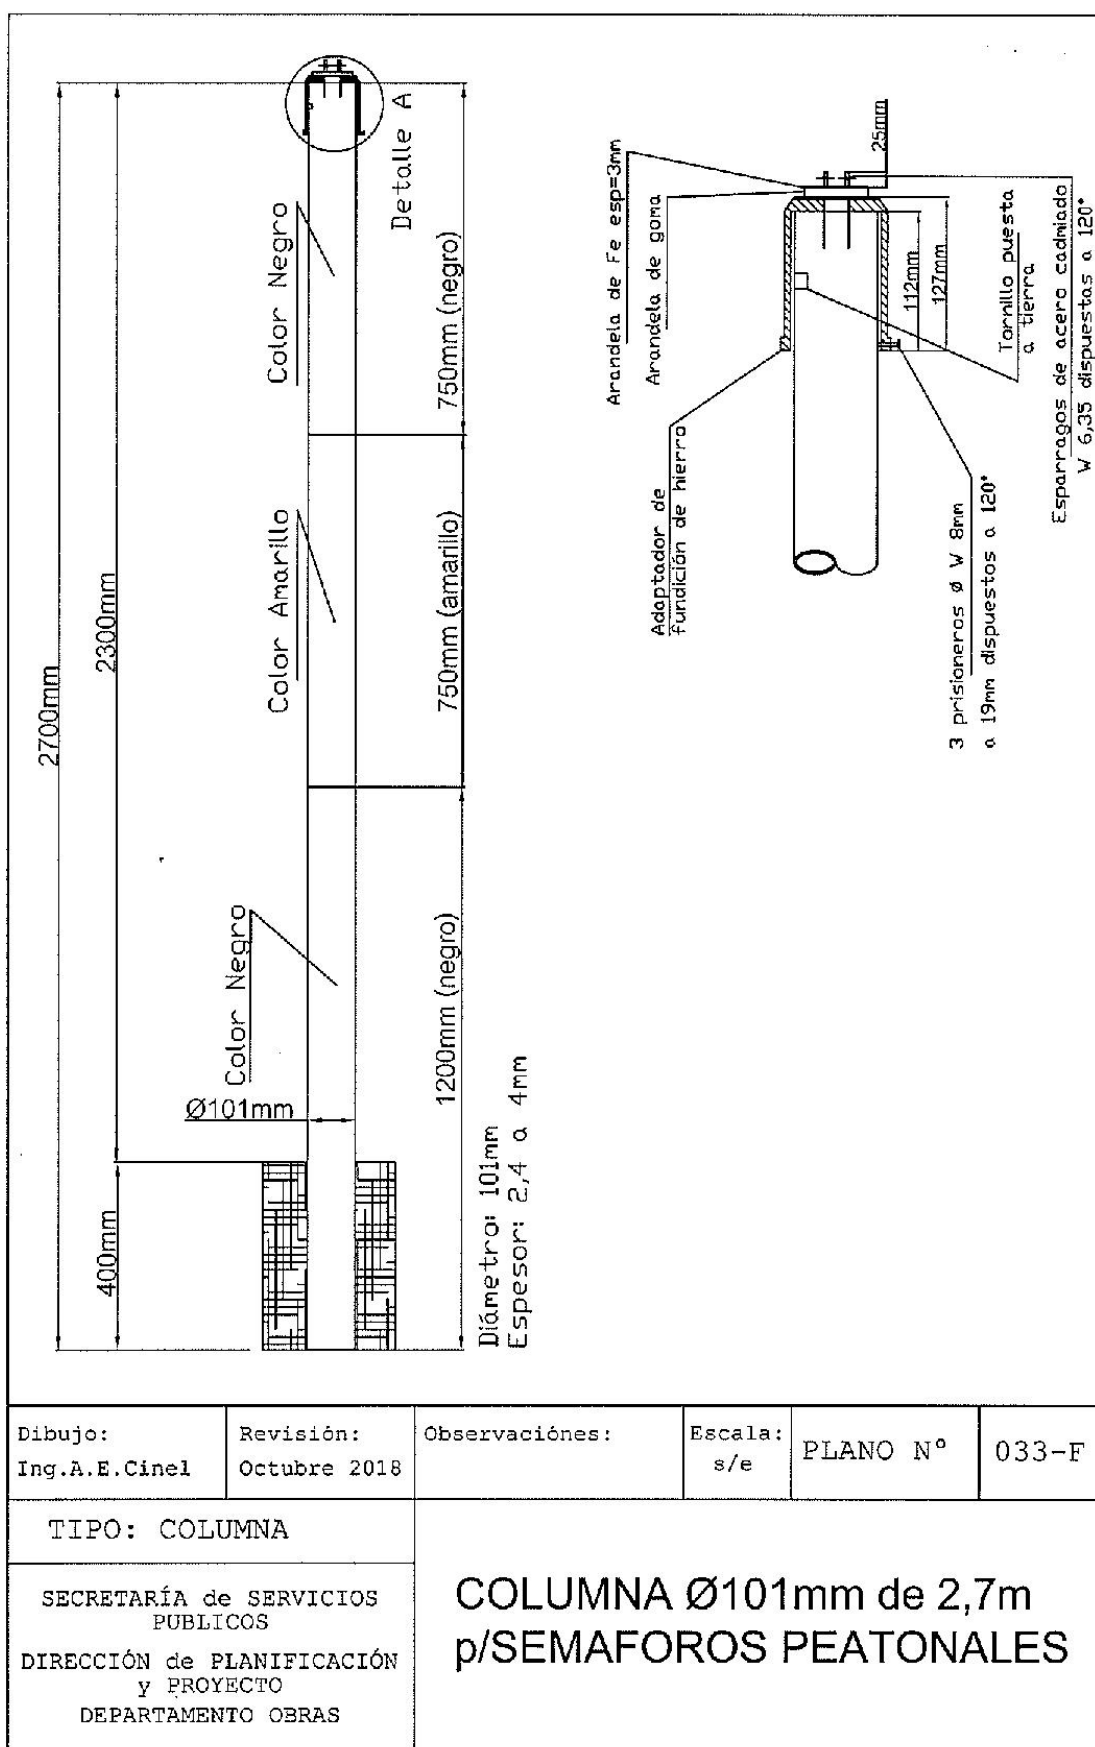 2700mm
2300mm
400mm
Color Negro
Color Amarillo
Color Negro
Ø101mm
Detalle A
750mm (negro)
750mm (amarillo)
1200mm (negro)
Diámetro: 101mm
Espesor: 2,4 a 4mm
Arandela de Fe esp=3mm
Arandela de goma
Adaptador de
fundición de hierro
25mm
112mm
127mm
Tornillo puesta
a tierra
Esparragos de acero cadmiado
W 6,35 dispuestas a 120°
3 prisioneros Ø W 8mm
a 19mm dispuestos a 120°
Dibujo:
Ing.A.E.Cinel
Revisión:
Octubre 2018
Observaciónes:
Escala:
s/e
PLANO Nº
033-F
TIPO: COLUMNA
SECRETARÍA de SERVICIOS
PUBLICOS
DIRECCIÓN de PLANIFICACIÓN
y PROYECTO
DEPARTAMENTO OBRAS
COLUMNA Ø101mm de 2,7m
p/SEMAFOROS PEATONALES